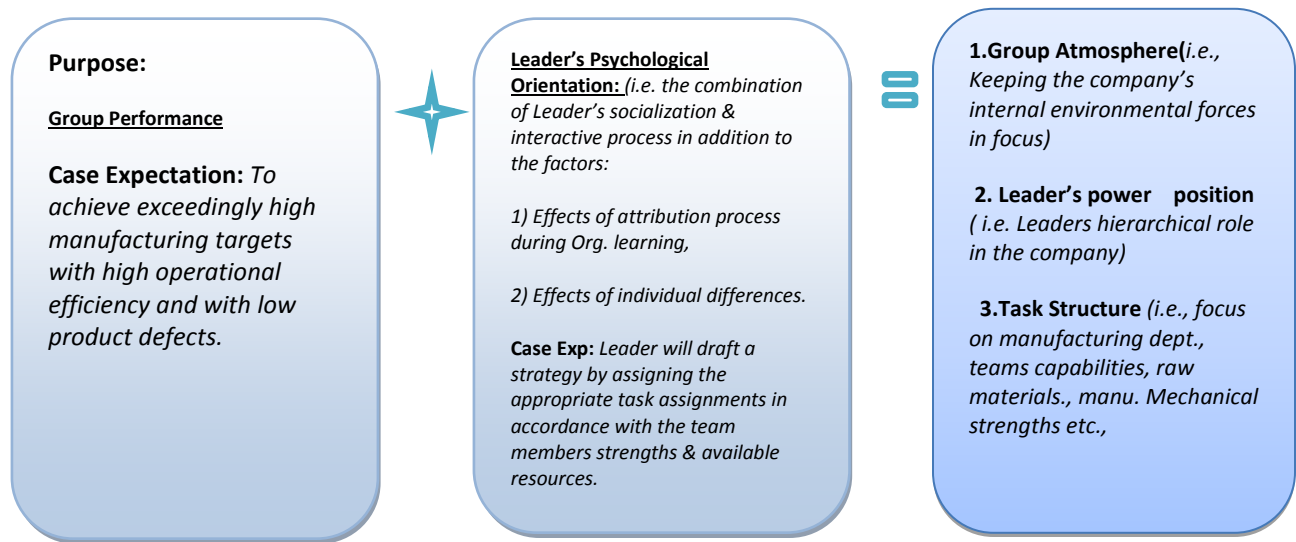 Purpose:
Group Performance
Case Expectation: To
achieve exceedingly high
manufacturing targets
with high operational
efficiency and with low
product defects.
Leader's Psychological
Orientation: (i.e. the combination
of Leader's socialization &
interactive process in addition to
the factors:
1) Effects of attribution process
during Org. learning,
2) Effects of individual differences.
Case Exp: Leader will draft a
strategy by assigning the
appropriate task assignments in
accordance with the team
members strengths & available
resources.
1.Group Atmosphere(i.e.,
Keeping the company's
internal environmental forces
in focus)
2. Leader's power position
( i.e. Leaders hierarchical role
in the company)
3.Task Structure (i.e., focus
on manufacturing dept.,
teams capabilities, raw
materials., manu. Mechanical
strengths etc.,